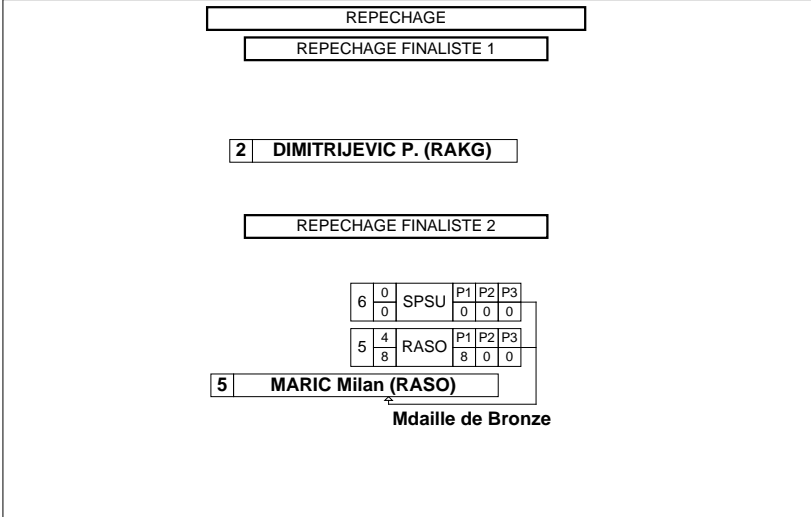 REPECHAGE
REPECHAGE FINALISTE 1
2 DIMITRIJEVIC P. (RAKG)
REPECHAGE FINALISTE 2
6 0 SPSU P1 P2 P3
0 0 0 0
5 4 RASO P1 P2 P3
8 8 0 0
5 MARIC Milan (RASO)
Mdaille de Bronze